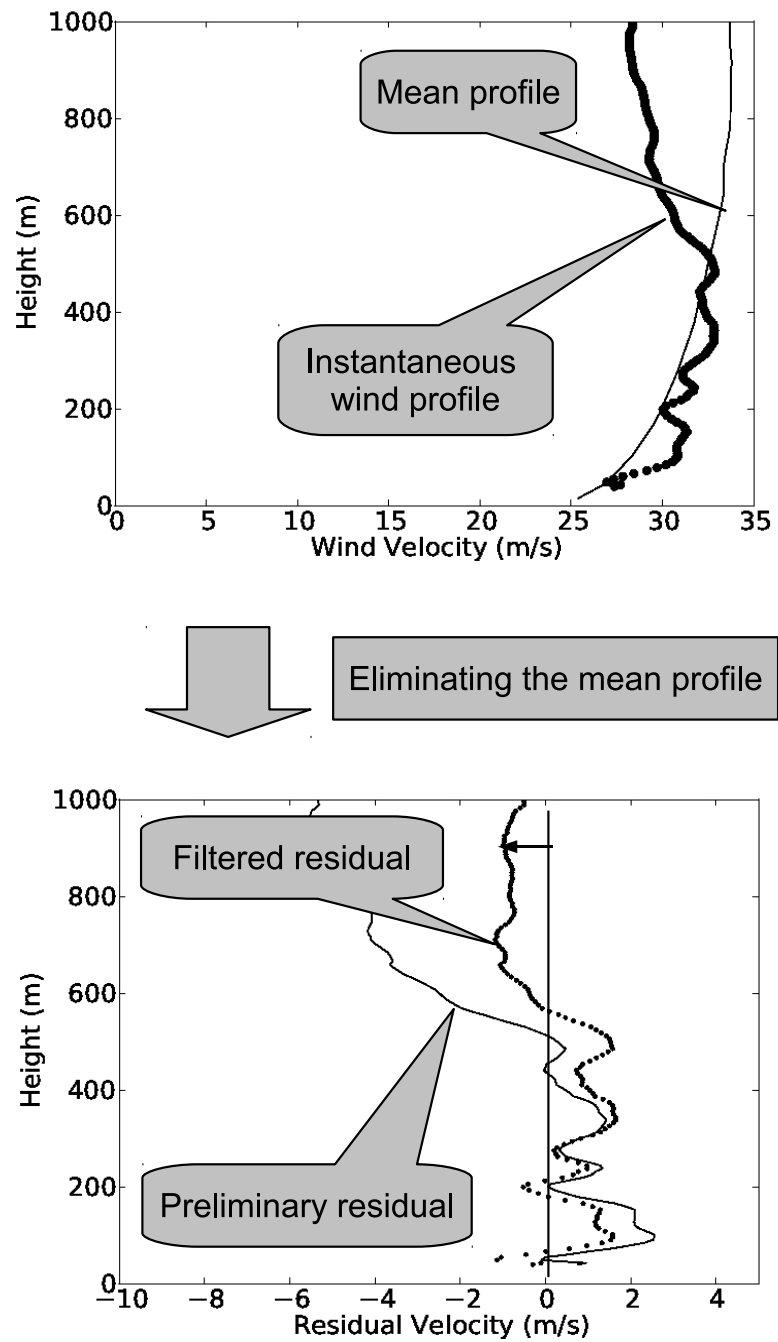 1000
Mean profile
800
600
Height (m)
400
Instantaneous
wind profile
200
0
0 5 10 15 20 25 30 35
Wind Velocity (m/s)
Eliminating the mean profile
1000
Filtered residual
800
600
Height (m)
400
200
Preliminary residual
0
−10 −8 −6 −4 −2 0 2 4
Residual Velocity (m/s)